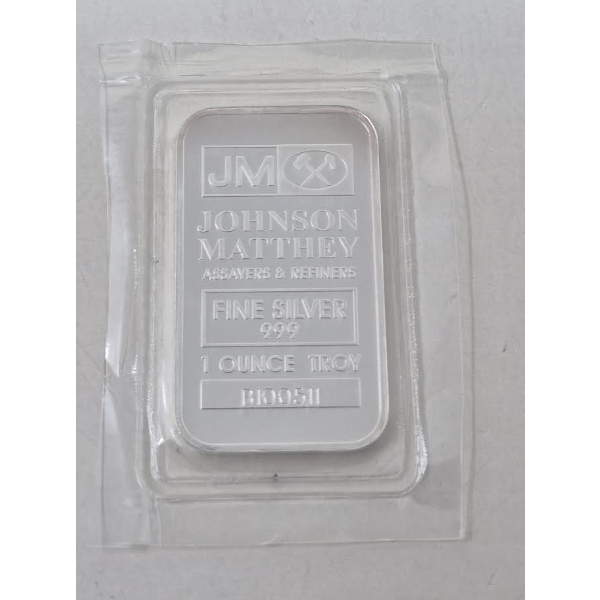 JM
JOHNSON
MATTHEY
ASSAYERS & REFINERS
FINE SILVER
999
1 OUNCE TROY
B100511